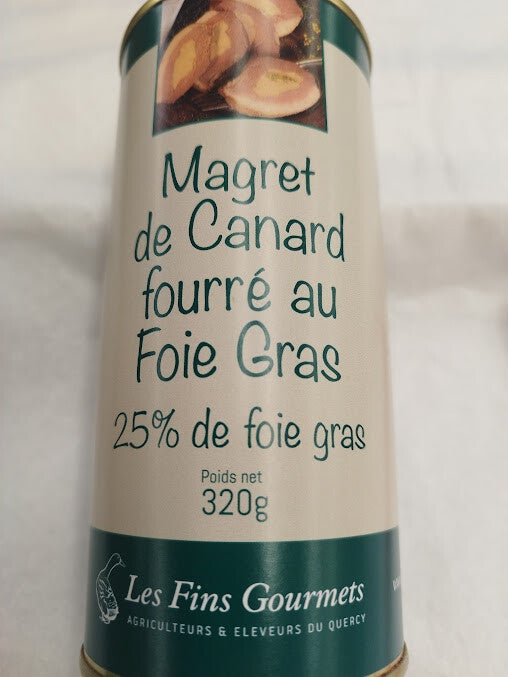 Magret
de Canard
fourré au
Foie Gras
25% de foie gras
Poids net
320g
Les Fins Gourmets
AGRICULTEURS & ELEVEURS DU QUERCY